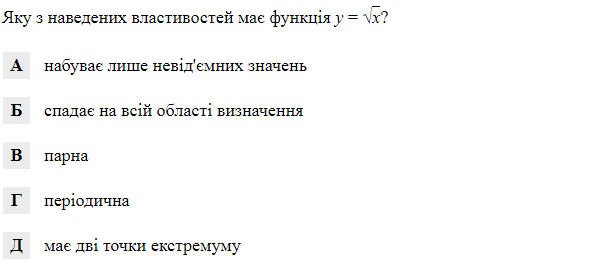 Яку з наведених властивостей має функція y = √x?
А набуває лише невід'ємних значень
Б спадає на всій області визначення
В парна
Г періодична
Д має дві точки екстремуму